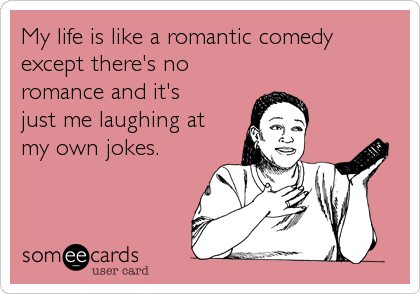 My life is like a romantic comedy
except there's no
romance and it's
just me laughing at
my own jokes.
someecards
user card